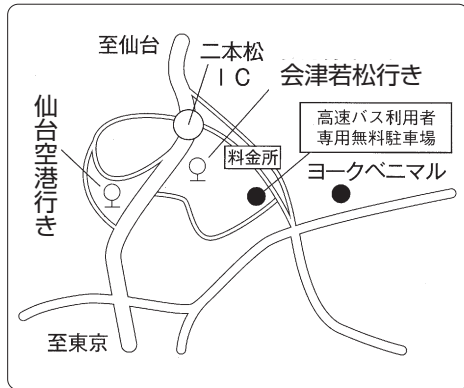 至仙台
二本松
IC
会津若松行き
高速バス利用者
専用無料駐車場
仙台空港行き
料金所
ヨークベニマル
至東京